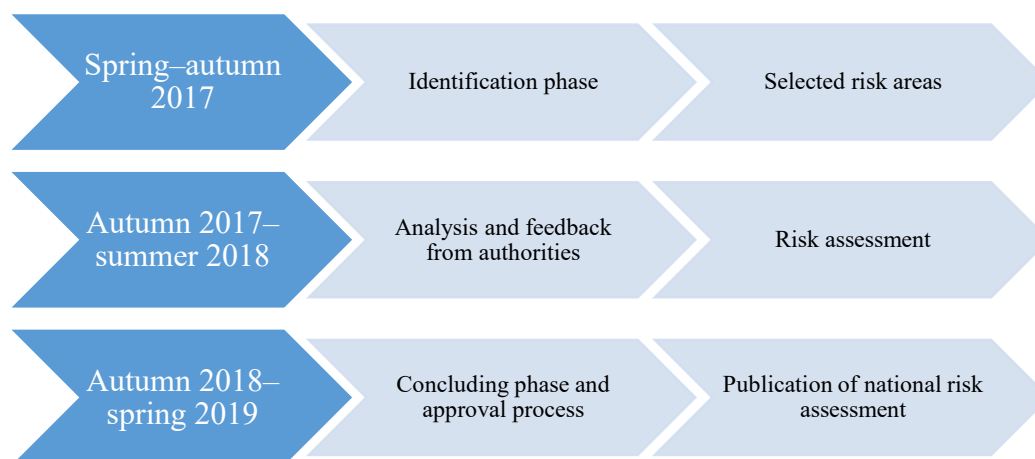 Spring–autumn
2017
Identification phase
Selected risk areas
Autumn 2017–
summer 2018
Analysis and feedback
from authorities
Risk assessment
Autumn 2018–
spring 2019
Concluding phase and
approval process
Publication of national risk
assessment